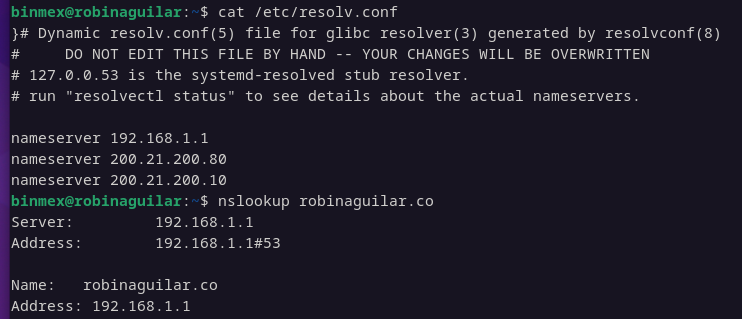 binmex@robinaguilar:~$ cat /etc/resolv.conf
}# Dynamic resolv.conf(5) file for glibc resolver(3) generated by resolvconf(8)
#     DO NOT EDIT THIS FILE BY HAND -- YOUR CHANGES WILL BE OVERWRITTEN
# 127.0.0.53 is the systemd-resolved stub resolver.
# run "resolvectl status" to see details about the actual nameservers.

nameserver 192.168.1.1
nameserver 200.21.200.80
nameserver 200.21.200.10
binmex@robinaguilar:~$ nslookup robinaguilar.co
Server:         192.168.1.1
Address:        192.168.1.1#53

Name:   robinaguilar.co
Address: 192.168.1.1